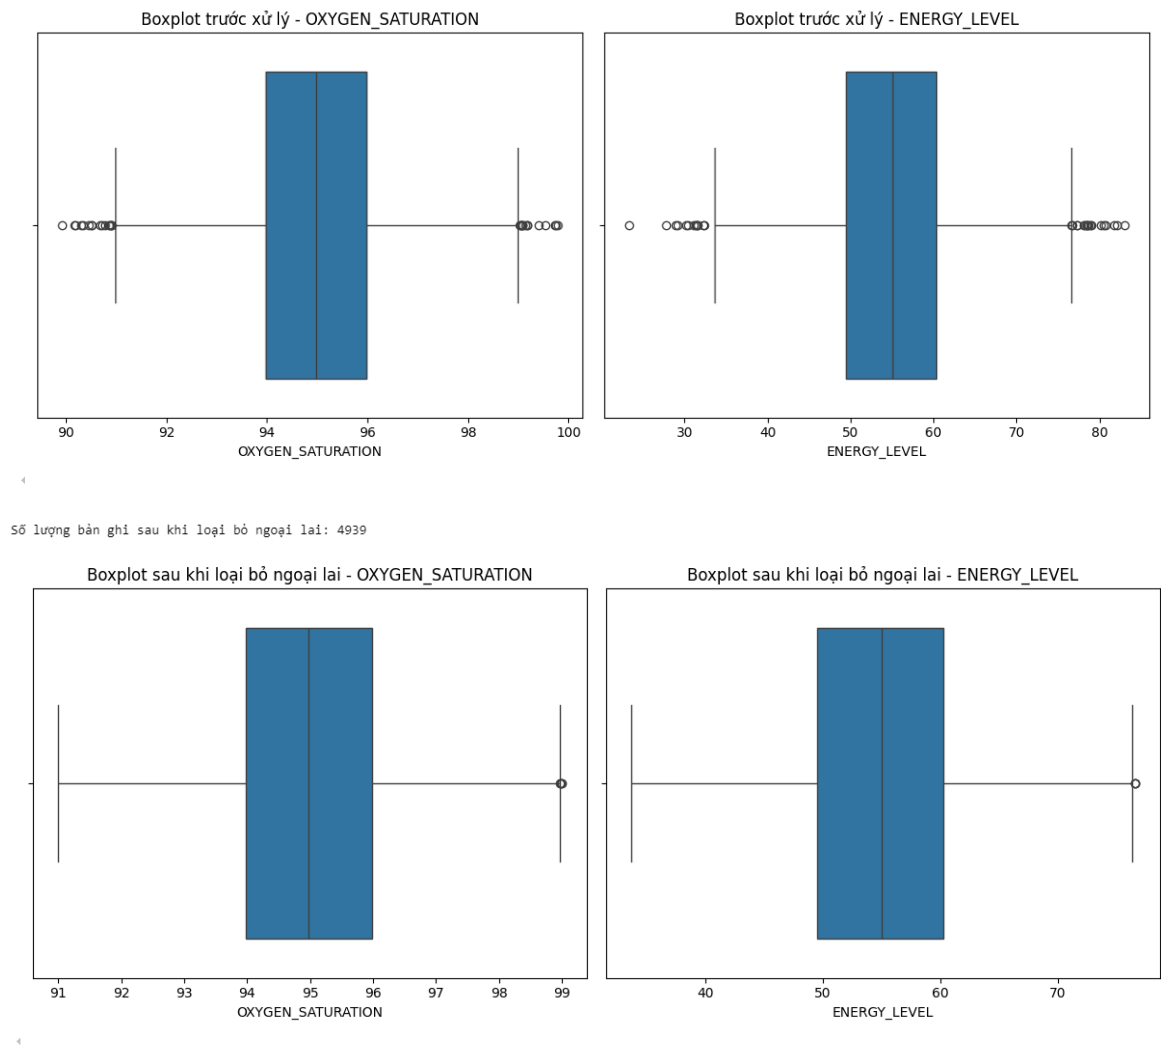 Boxplot trước xử lý - OXYGEN_SATURATION
Boxplot trước xử lý - ENERGY_LEVEL
90 92 94 96 98 100
30 40 50 60 70 80
OXYGEN_SATURATION
ENERGY_LEVEL
Số lượng bản ghi sau khi loại bỏ ngoại lai: 4939
Boxplot sau khi loại bỏ ngoại lai - OXYGEN_SATURATION
Boxplot sau khi loại bỏ ngoại lai - ENERGY_LEVEL
91 92 93 94 95 96 97 98 99
40 50 60 70
OXYGEN_SATURATION
ENERGY_LEVEL